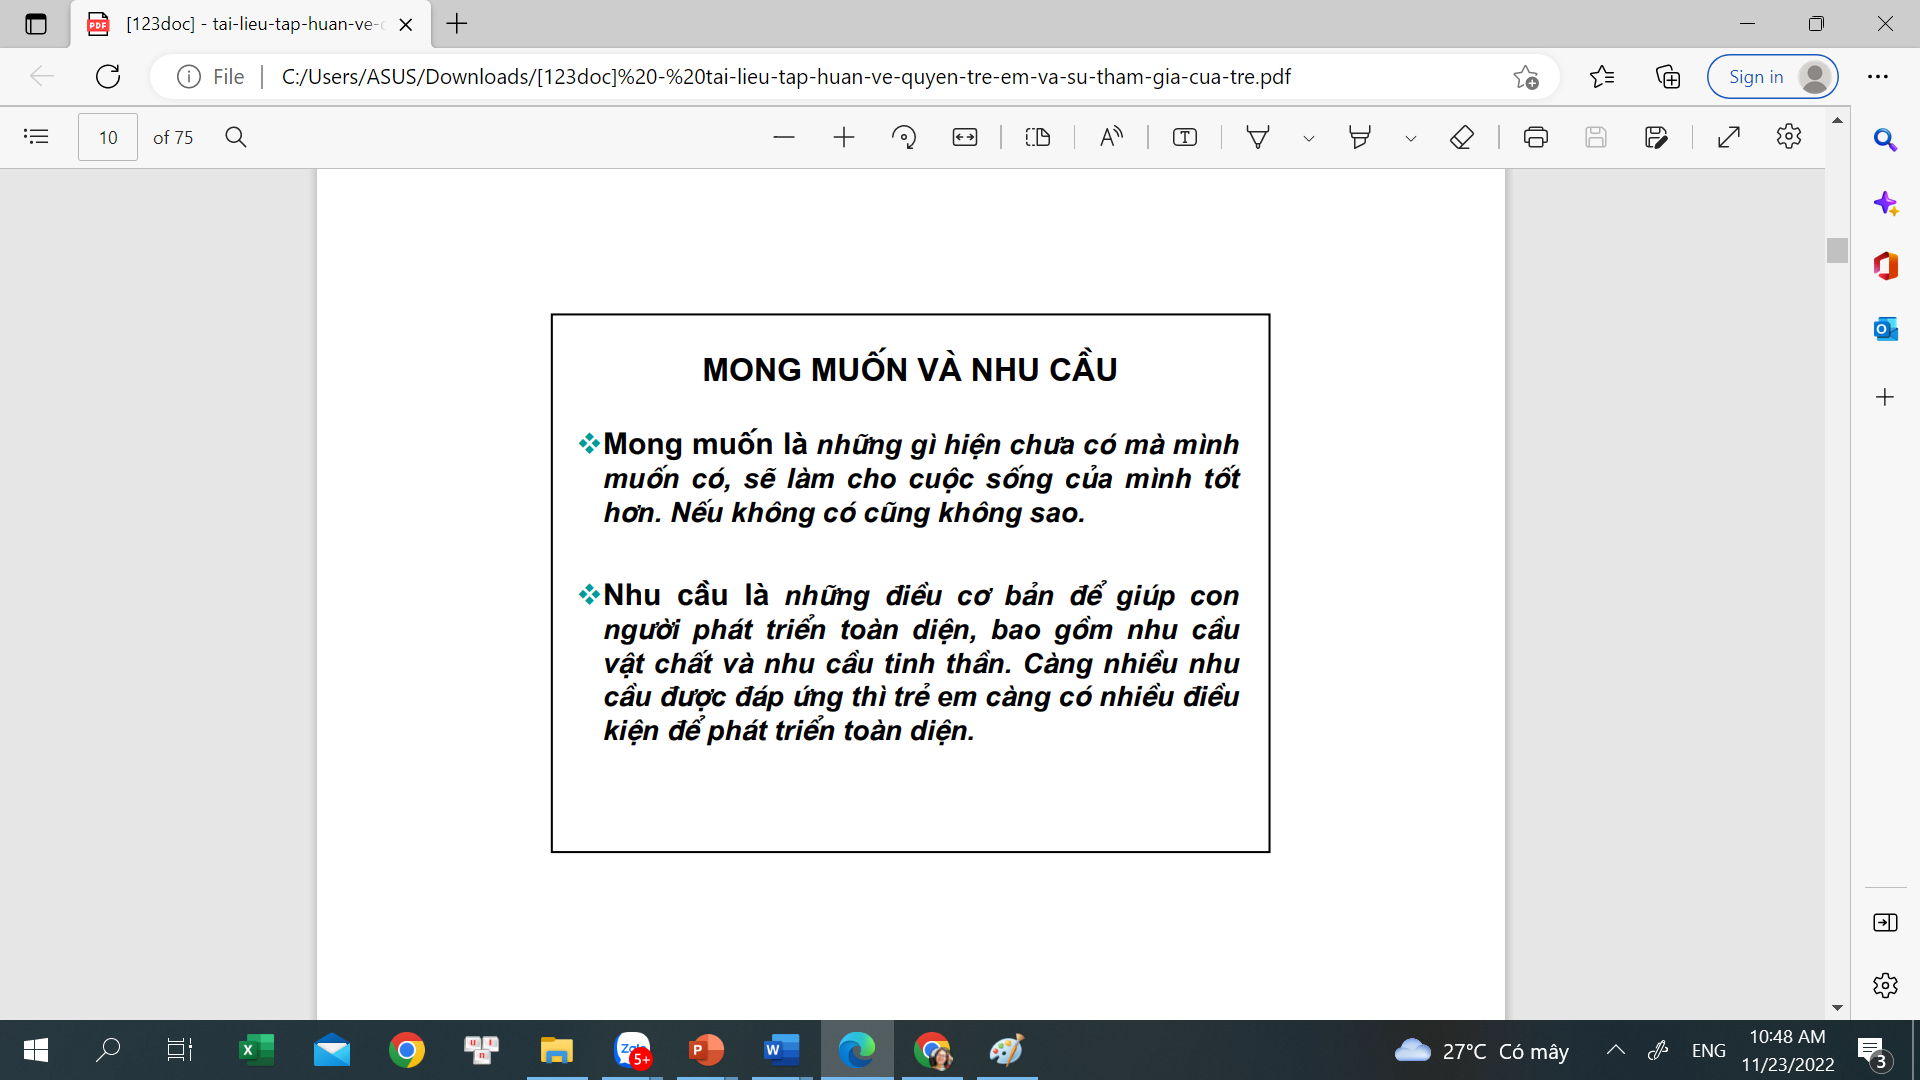 [123doc] - tai-lieu-tap-huan-ve-
File
C:/Users/ASUS/Downloads/[123doc]%20-%20tai-lieu-tap-huan-ve-quyen-tre-em-va-su-tham-gia-cua-tre.pdf
Sign in
10 of 75
MONG MUỐN VÀ NHU CẦU
Mong muốn là những gì hiện chưa có mà mình
muốn có, sẽ làm cho cuộc sống của mình tốt
hơn. Nếu không có cũng không sao.
Nhu cầu là những điều cơ bản để giúp con
người phát triển toàn diện, bao gồm nhu cầu
vật chất và nhu cầu tinh thần. Càng nhiều nhu
cầu được đáp ứng thì trẻ em càng có nhiều điều
kiện để phát triển toàn diện.
27°C Có mây
ENG
10:48 AM
11/23/2022
3
5+